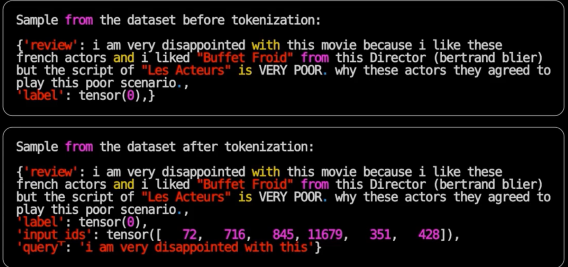 Sample from the dataset before tokenization:
{'review': i am very disappointed with this movie because i like these
french actors and i liked "Buffet Froid" from this Director (bertrand blier)
but the script of "Les Acteurs" is VERY POOR. why these actors they agreed to
play this poor scenario.,
'label': tensor(0),}
Sample from the dataset after tokenization:
{'review': i am very disappointed with this movie because i like these
french actors and i liked "Buffet Froid" from this Director (bertrand blier)
but the script of "Les Acteurs" is VERY POOR. why these actors they agreed to
play this poor scenario.,
'label': tensor(0),
'input_ids': tensor([   72,   716,   845, 11679,   351,   428]),
'query': 'i am very disappointed with this'}